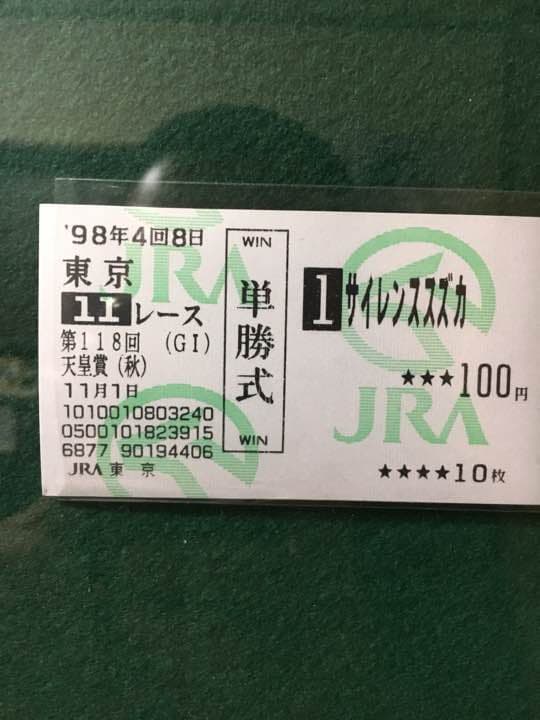 '98年4回8日
東京
11レース
第118回 (GI)
天皇賞(秋)
11月1日
1010010803240
0500101823915
6877 90194406
JRA 東京
WIN
単勝式
WIN
1 サイレンススズカ
★★★100円
★★★★10枚
JRA
JRA